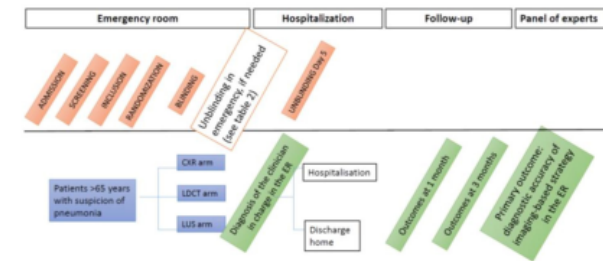 Emergency room
Hospitalization
Follow-up
Panel of experts
ADMISSION
SCREENING
INCLUSION
RANDOMIZATION
BLINDING
Unblinding in
emergency, if needed
(see table 2)
UNBLINDING Day 5
Patients >65 years
with suspicion of
pneumonia
CXR arm
LDCT arm
LUS arm
Diagnosis of the clinician
in charge in the ER
Hospitalisation
Discharge
home
Outcomes at 1 month
Outcomes at 3 months
Primary outcome:
diagnostic accuracy of
imaging-based strategy
in the ER